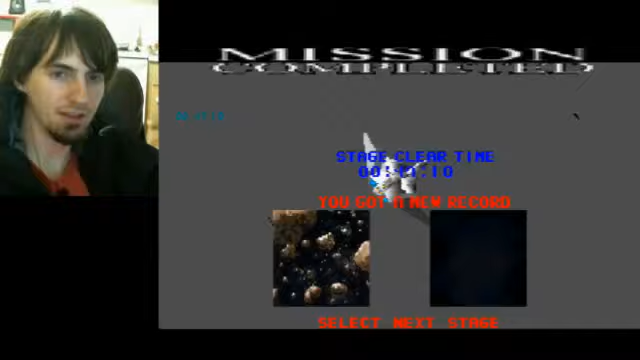 MISSION
COMPLETED
STAGE CLEAR TIME
YOU GOT A NEW RECORD
SELECT NEXT STAGE